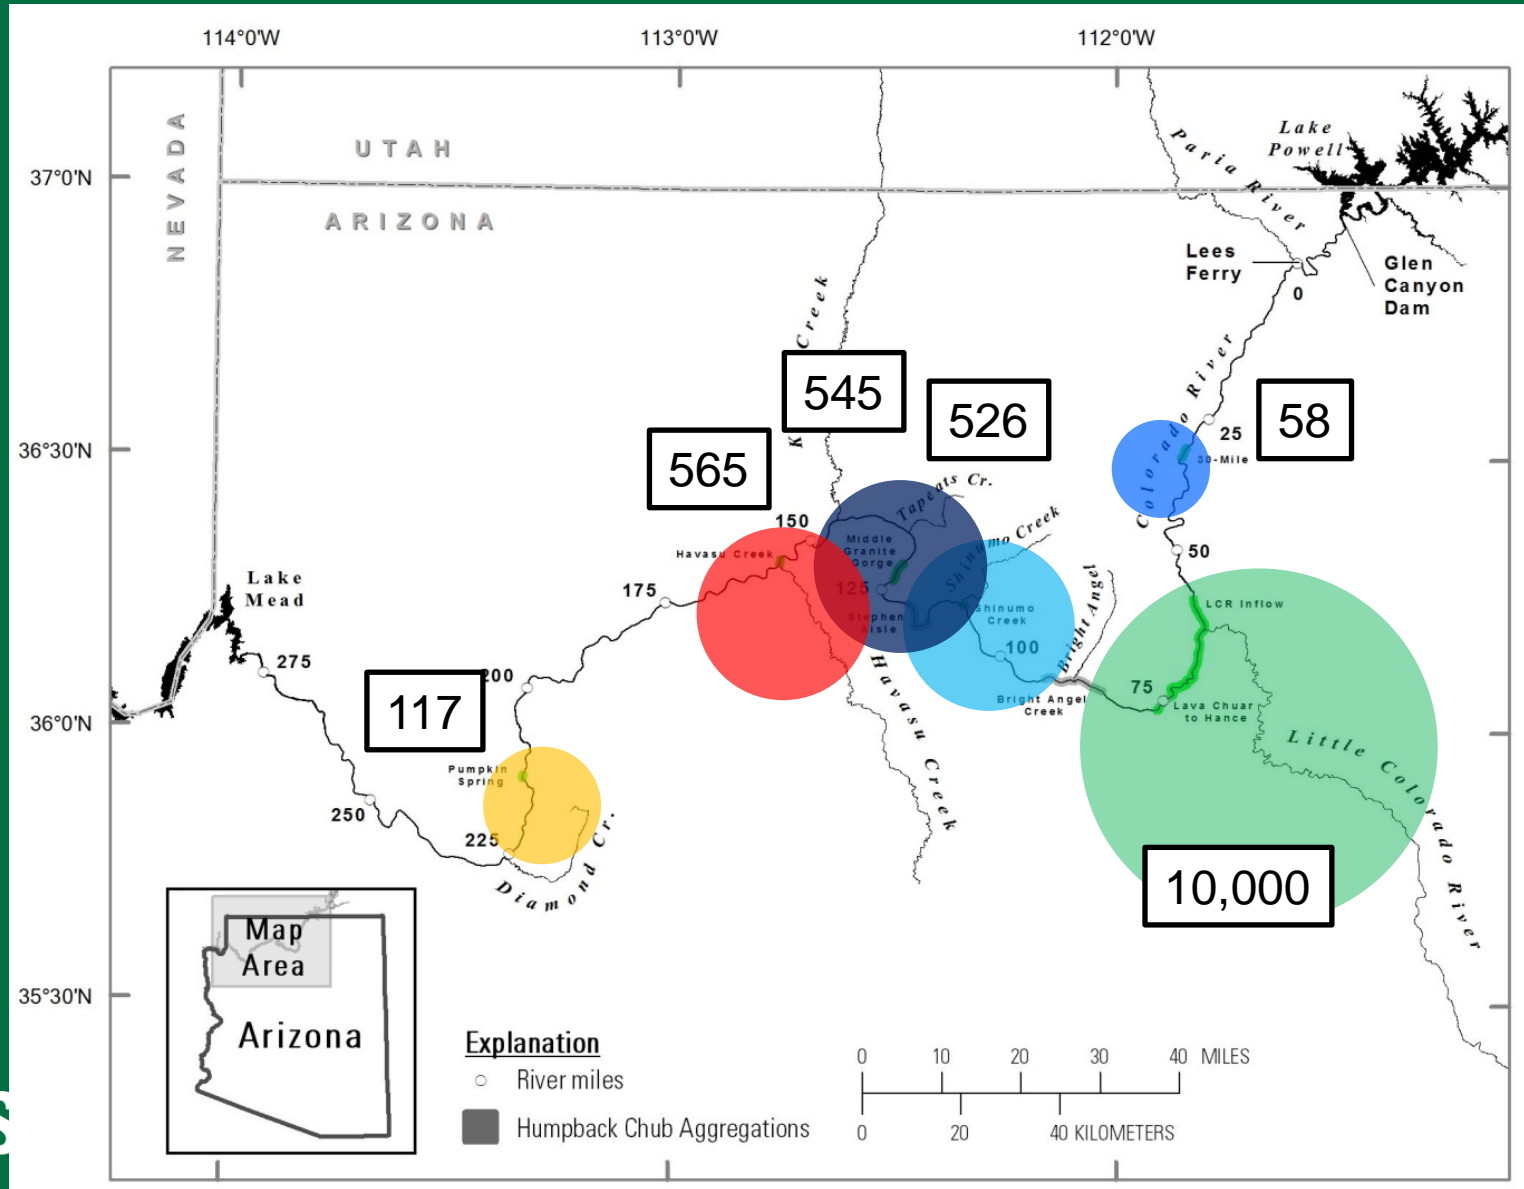 114°0'W
113°0'W
112°0'W
37°0'N
36°30'N
36°0'N
35°30'N
NEVADA
UTAH
ARIZONA
Paria River
Lake
Powell
Lees
Ferry
0
Glen
Canyon
Dam
Colorado River
25
30-Mile
58
50
K
Creek
545
526
565
150
Tapeats Cr.
Middle
Granite
Gorge
Shinumo Creek
Havasu Creek
125
Stephen
Aisle
Shinumo
Creek
100
Bright Angel
Bright Angel
Creek
LCR Inflow
75
Lava Chuar
to Hance
Little Colorado River
10,000
175
Havasu Creek
Lake
Mead
275
200
117
Pumpkin
Spring
250
225
Diamond Cr.
Map
Area
Arizona
Explanation
River miles
Humpback Chub Aggregations
0 10 20 30 40 MILES
0 20 40 KILOMETERS